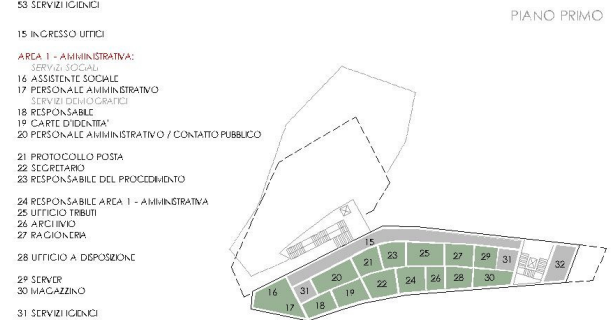 53 SERVIZI IGIENICI
PIANO PRIMO
15 INGRESSO UFFICI
AREA 1 - AMMINISTRATIVA:
SERVIZI SOCIALI
16 ASSISTENTE SOCIALE
17 PERSONALE AMMINISTRATIVO
SERVIZI DEMOGRAFICI
18 RESPONSABILE
19 CARTE D'IDENTITA'
20 PERSONALE AMMINISTRATIVO / CONTATTO PUBBLICO
21 PROTOCOLLO POSTA
22 SEGRETARIO
23 RESPONSABILE DEL PROCEDIMENTO
24 RESPONSABILE AREA 1 - AMMINISTRATIVA
25 UFFICIO TRIBUTI
26 ARCHIVIO
27 RAGIONERIA
28 UFFICIO A DISPOSIZIONE
29 SERVER
30 MAGAZZINO
31 SERVIZI IGIENICI
15
16
17
31
18
20
19
21
22
23
24
25
26
27
28
29
30
31
32